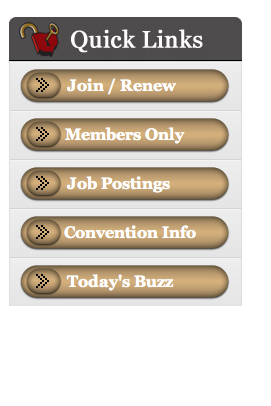 Quick Links
Join / Renew
Members Only
Job Postings
Convention Info
Today's Buzz